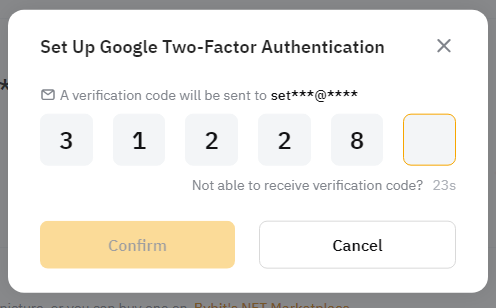 Set Up Google Two-Factor Authentication
A verification code will be sent to set***@****
3 1 2 2 8
Not able to receive verification code? 23s
Confirm Cancel
picture, or you can buy one on Bybit's NFT Marketplace